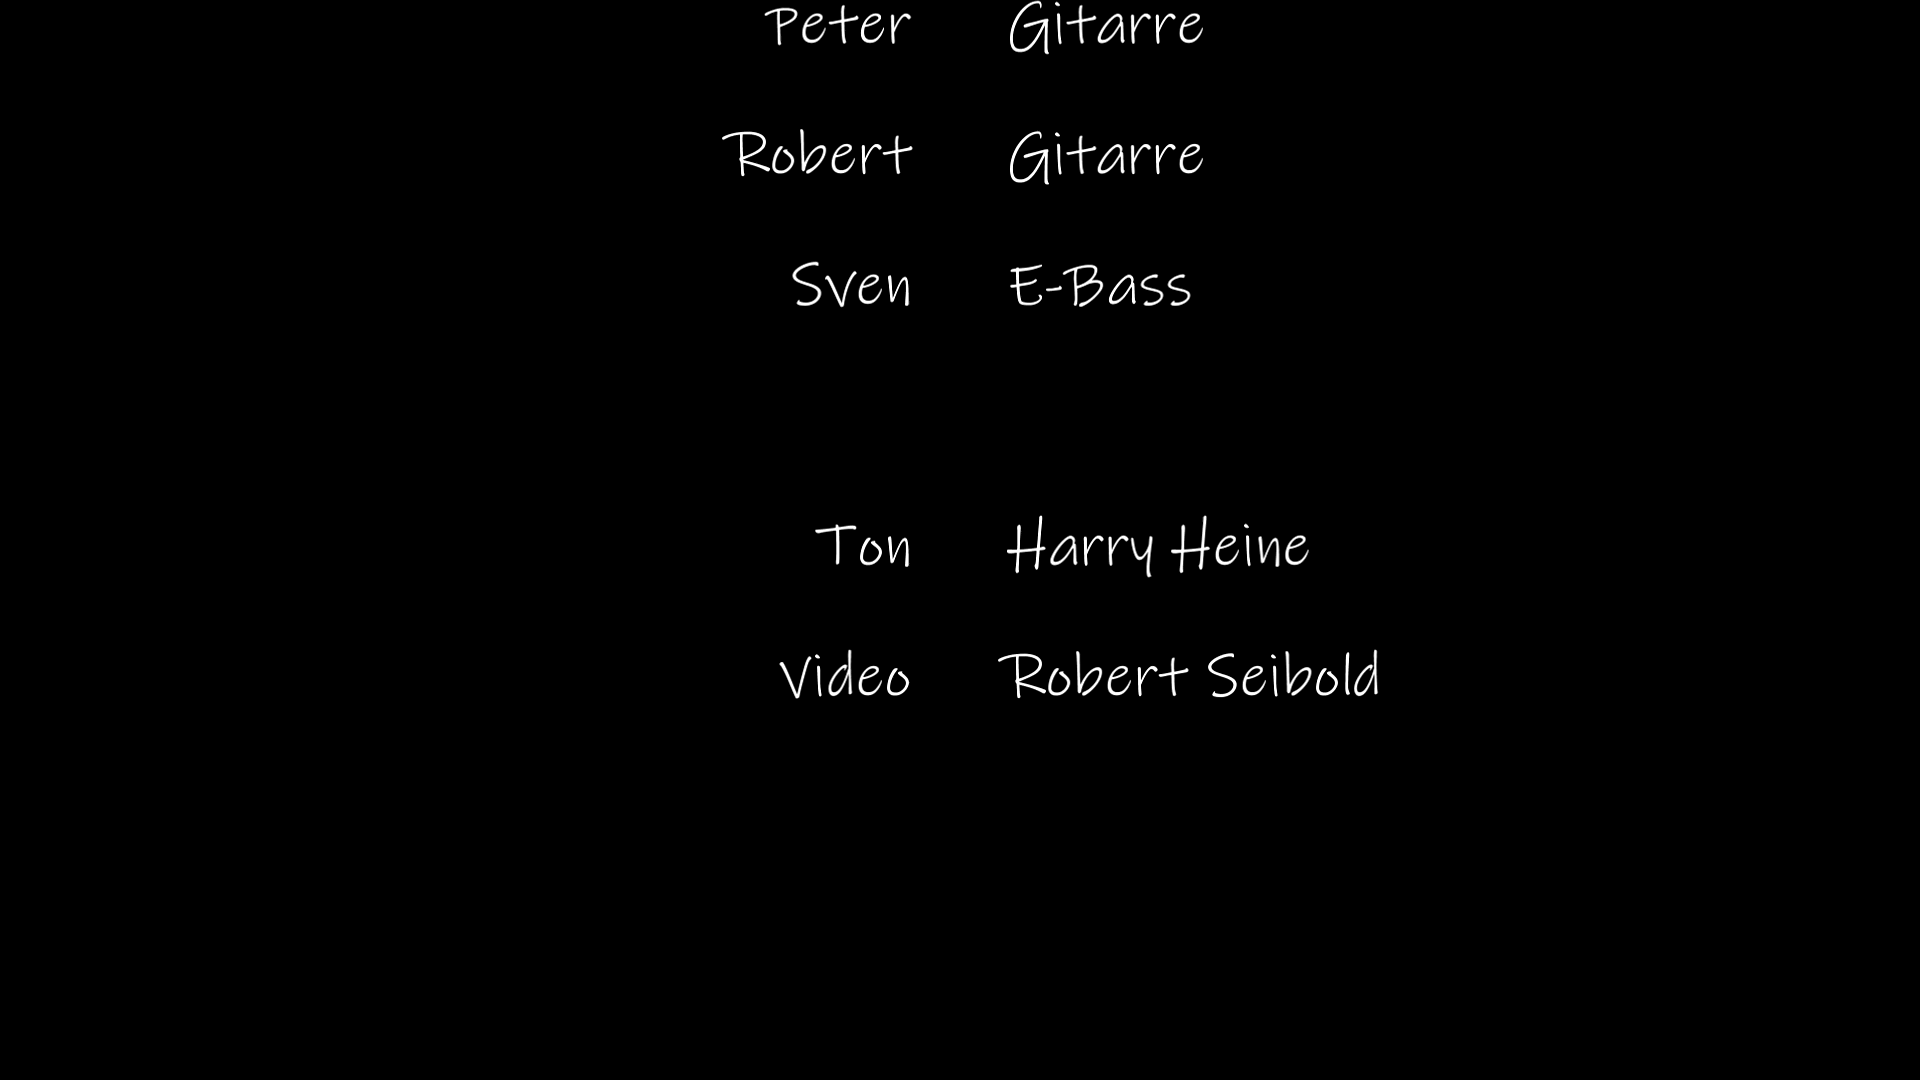 Peter Gitarre
Robert Gitarre
Sven E-Bass
Ton Harry Heine
Video Robert Seibold